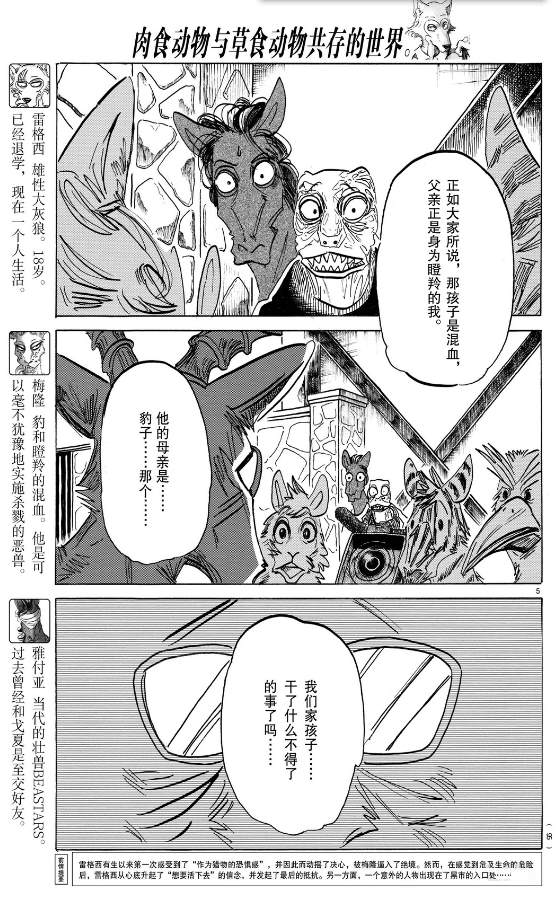 肉食动物与草食动物共存的世界。
雷格西 雄性大灰狼。18岁。
已经退学，现在一个人生活。
正如大家所说，那孩子是混血，
父亲正是身为瞪羚的我。
梅隆 豹和瞪羚的混血。他是可
以毫不犹豫地实施杀戮的恶兽。
他的母亲是……
豹子……那个……
5
雅付亚 当代的壮兽BEASTARS。
过去曾经和戈夏是至交好友。
我们家孩子……
干了什么不得了
的事了吗……
前情提要
雷格西有生以来第一次感受到了“作为猎物的恐惧感”，并因此而动摇了决心，被梅隆逼入了绝境。然而，在感觉到危及生命的危险
后，雷格西从心底升起了“想要活下去”的信念，并发起了最后的抵抗。另一方面，一个意外的人物出现在了黑市的入口处……